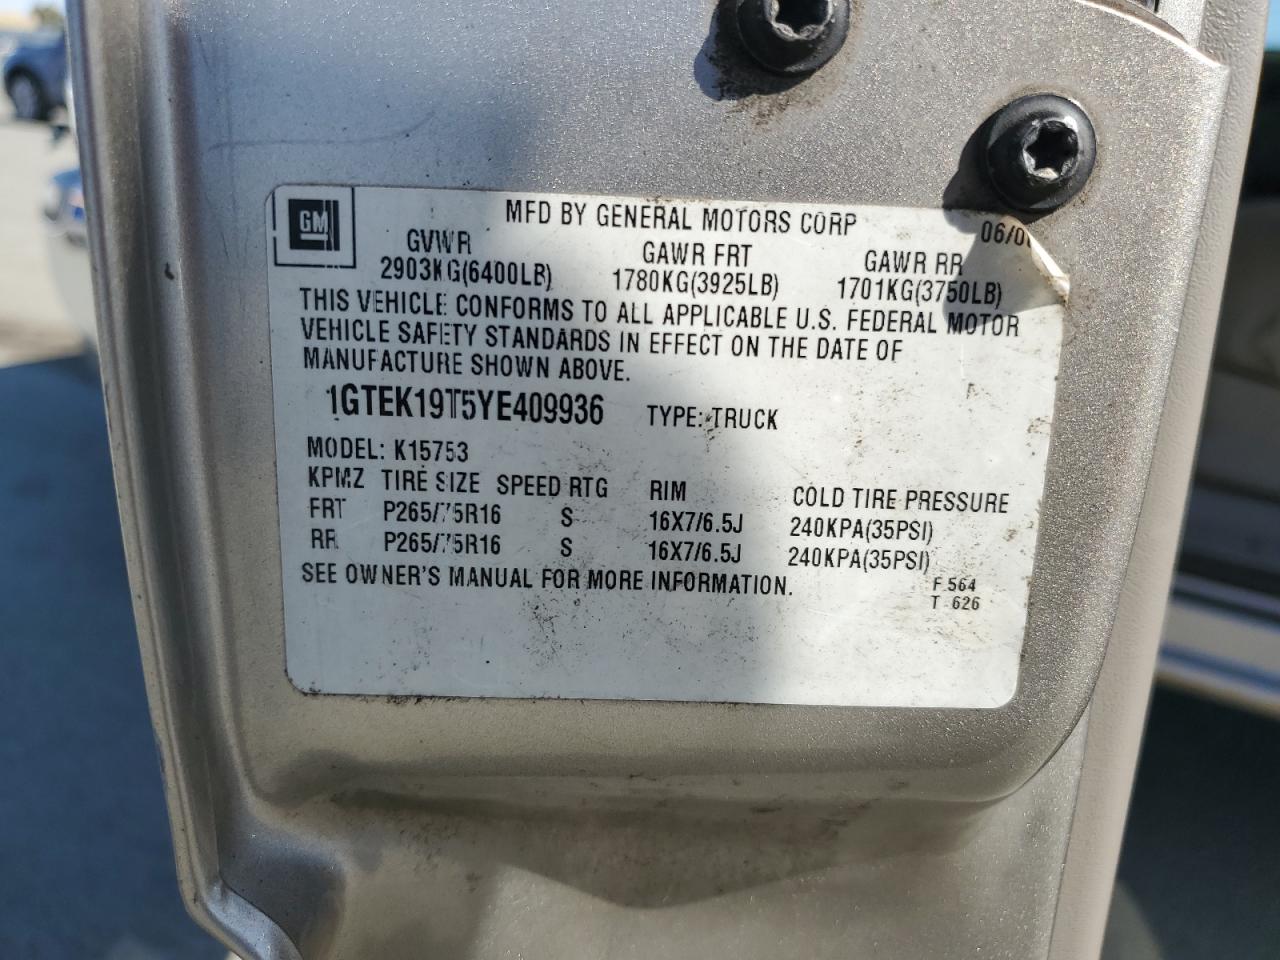 GM
MFD BY GENERAL MOTORS CORP
GVWR GAWR FRT GAWR RR
2903KG(6400LB) 1780KG(3925LB) 1701KG(3750LB)
THIS VEHICLE CONFORMS TO ALL APPLICABLE U.S. FEDERAL MOTOR
VEHICLE SAFETY STANDARDS IN EFFECT ON THE DATE OF
MANUFACTURE SHOWN ABOVE.
1GTEK19T5YE409936 TYPE: TRUCK
MODEL: K15753
KPMZ TIRE SIZE SPEED RTG RIM COLD TIRE PRESSURE
FRT P265/75R16 S 16X7/6.5J 240KPA(35PSI)
RR P265/75R16 S 16X7/6.5J 240KPA(35PSI)
SEE OWNER'S MANUAL FOR MORE INFORMATION.
F 564
T 626